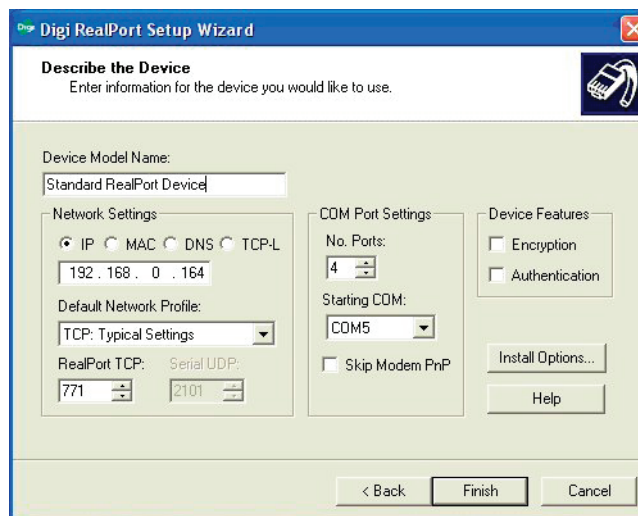 Digi Digi RealPort Setup Wizard
Describe the Device
Enter information for the device you would like to use.
Device Model Name:
Standard RealPort Device
Network Settings
IP MAC DNS TCP-L
192 . 168 . 0 . 164
Default Network Profile:
TCP: Typical Settings
RealPort TCP: Serial UDP:
771 2101
COM Port Settings
No. Ports:
4
Starting COM:
COM5
Skip Modem PnP
Device Features
Encryption
Authentication
Install Options...
Help
< Back Finish Cancel